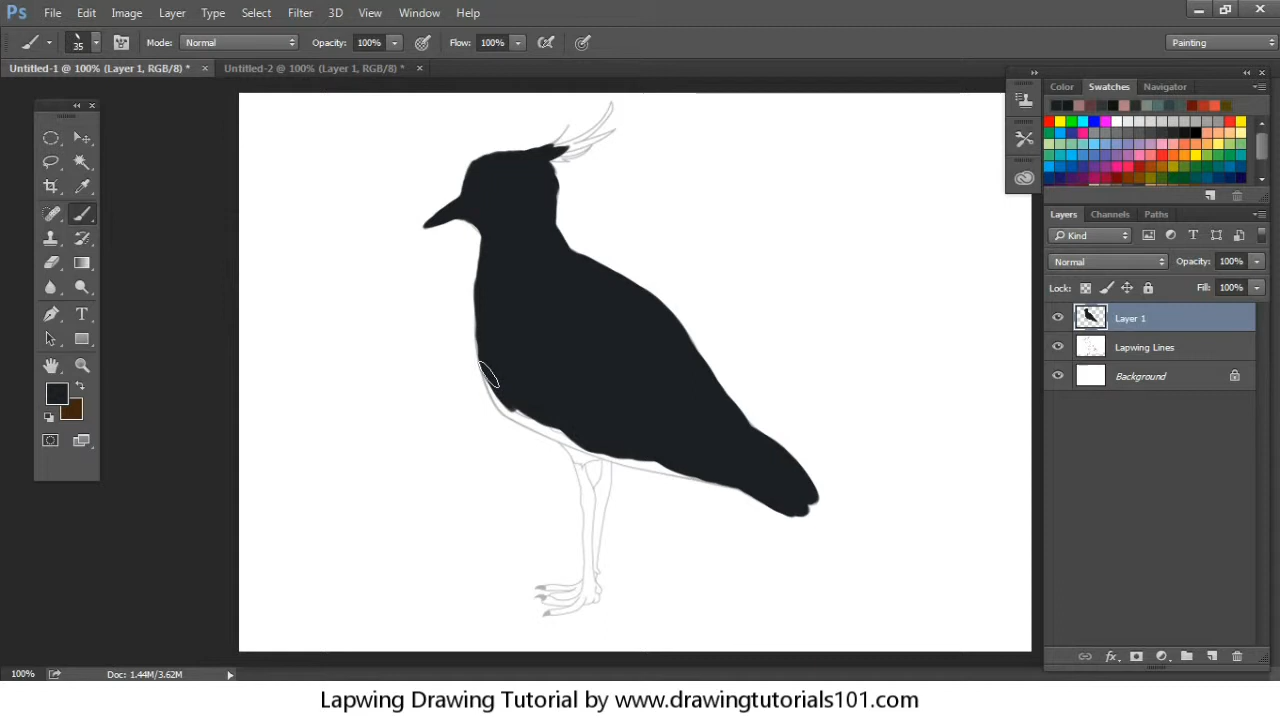 Ps File Edit Image Layer Type Select Filter 3D View Window Help
35 Mode: Normal Opacity: 100% Flow: 100% Painting
Untitled-1 @ 100% (Layer 1, RGB/8) * × Untitled-2 @ 100% (Layer 1, RGB/8) * ×
Color Swatches Navigator
Layers Channels Paths
Kind
Normal Opacity: 100%
Lock: Fill: 100%
Layer 1
Lapwing Lines
Background
100% Doc: 1.44M/3.62M
Lapwing Drawing Tutorial by www.drawingtutorials101.com